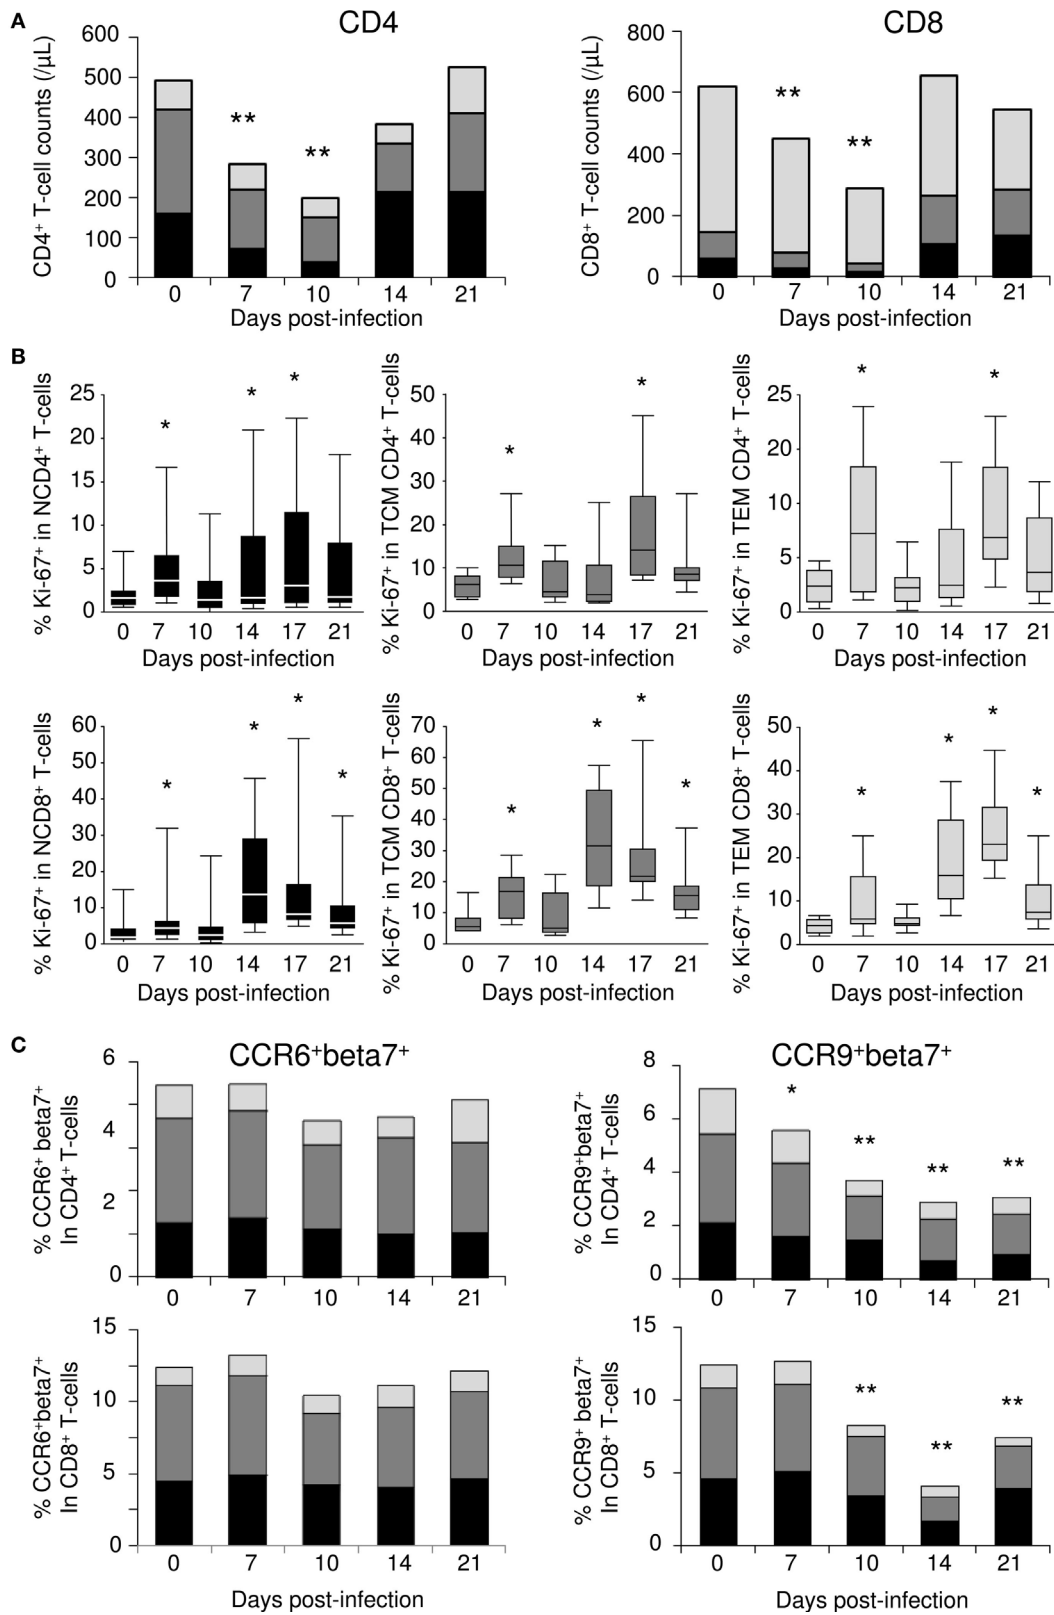 A
CD4
CD8
CD4⁺ T-cell counts (/µL)
600
500
400
300
200
100
0
**
**
0 7 10 14 21
Days post-infection
CD8⁺ T-cell counts (/µL)
800
600
400
200
0
**
**
0 7 10 14 21
Days post-infection
B
% Ki-67⁺ in NCD4⁺ T-cells
25
20
15
10
5
0
* * *
0 7 10 14 17 21
Days post-infection
% Ki-67⁺ in TCM CD4⁺ T-cells
50
40
30
20
10
0
* *
0 7 10 14 17 21
Days post-infection
% Ki-67⁺ in TEM CD4⁺ T-cells
25
20
10
5
0
* *
0 7 10 14 17 21
Days post-infection
% Ki-67⁺ in NCD8⁺ T-cells
60
50
40
30
20
10
0
* * * *
0 7 10 14 17 21
Days post-infection
% Ki-67⁺ in TCM CD8⁺ T-cells
70
60
50
40
30
20
10
0
* * * *
0 7 10 14 17 21
Days post-infection
% Ki-67⁺ in TEM CD8⁺ T-cells
50
40
30
20
10
0
* * * *
0 7 10 14 17 21
Days post-infection
C
CCR6⁺beta7⁺
CCR9⁺beta7⁺
% CCR6⁺ beta7⁺
In CD4⁺ T-cells
6
4
2
0
0 7 10 14 21
% CCR9⁺beta7⁺
In CD4⁺ T-cells
8
6
4
2
0
* ** ** **
0 7 10 14 21
% CCR6⁺beta7⁺
In CD8⁺ T-cells
15
10
5
0
0 7 10 14 21
Days post-infection
% CCR9⁺ beta7⁺
In CD8⁺ T-cells
15
10
5
0
** ** **
0 7 10 14 21
Days post-infection